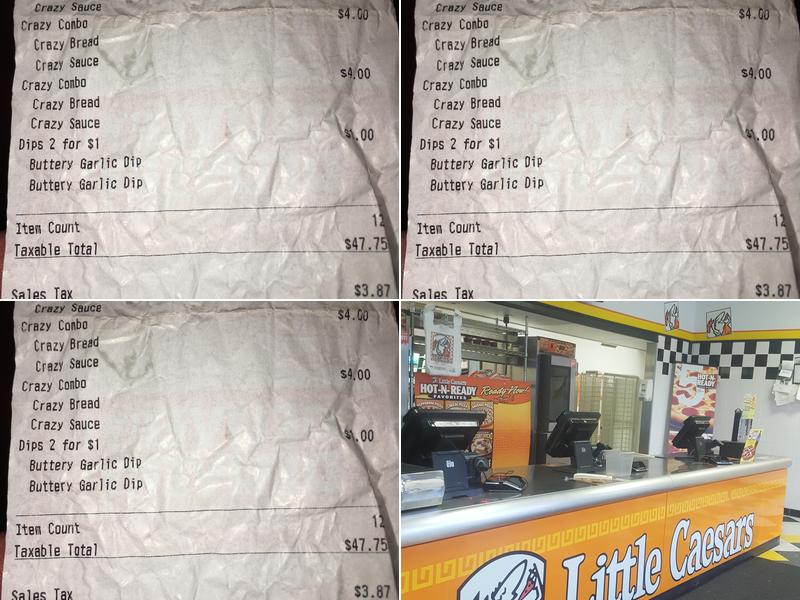 Crazy Sauce
$4.00
Crazy Combo
Crazy Bread
Crazy Sauce
$4.00
Crazy Combo
Crazy Bread
Crazy Sauce
$1.00
Dips 2 for $1
Buttery Garlic Dip
Buttery Garlic Dip
Item Count 12
Taxable Total $47.75
Sales Tax $3.87
Crazy Sauce
$4.00
Crazy Combo
Crazy Bread
Crazy Sauce
$4.00
Crazy Combo
Crazy Bread
Crazy Sauce
$1.00
Dips 2 for $1
Buttery Garlic Dip
Buttery Garlic Dip
Item Count 12
Taxable Total $47.75
Sales Tax $3.87
Crazy Sauce
$4.00
Crazy Combo
Crazy Bread
Crazy Sauce
$4.00
Crazy Combo
Crazy Bread
Crazy Sauce
$1.00
Dips 2 for $1
Buttery Garlic Dip
Buttery Garlic Dip
Item Count 12
Taxable Total $47.75
Sales Tax $3.87
Little Caesars
HOT-N-READY
FAVORITES
Ready-Now!
5
HOT-N-
READY
Elo
Little Caesars